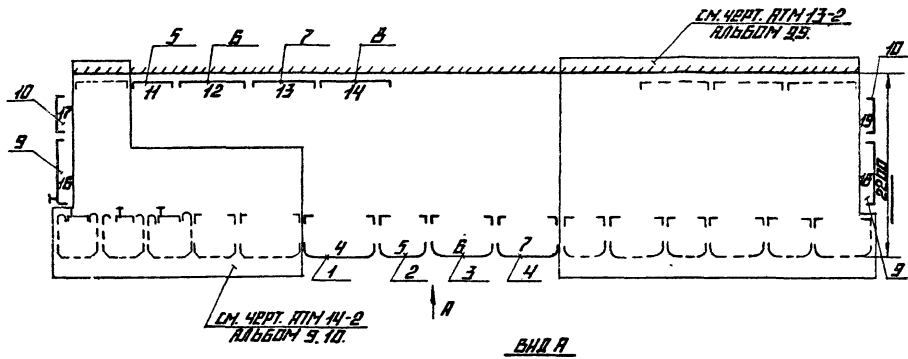 СМ. ЧЕРТ. АТМ 13-2
АЛЬБОМ 9.9.
5 6 7 8
10
11 12 13 14
10
17
19
9
16
18
2200
9
4 5 6 7
1 2 3 4
А
СМ. ЧЕРТ. АТМ 14-2
АЛЬБОМ 9.10.
ВИД А